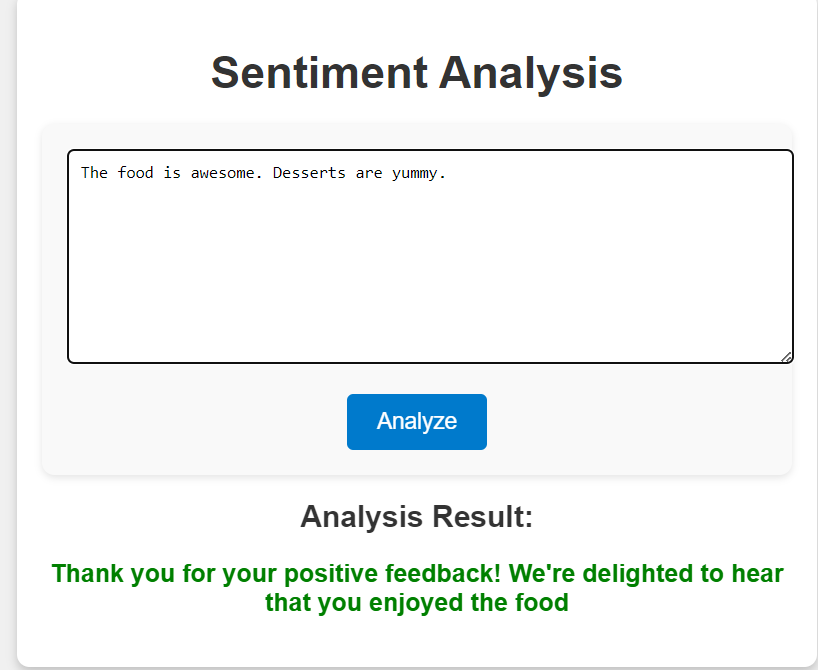 Sentiment Analysis
The food is awesome. Desserts are yummy.
Analyze
Analysis Result:
Thank you for your positive feedback! We're delighted to hear
that you enjoyed the food